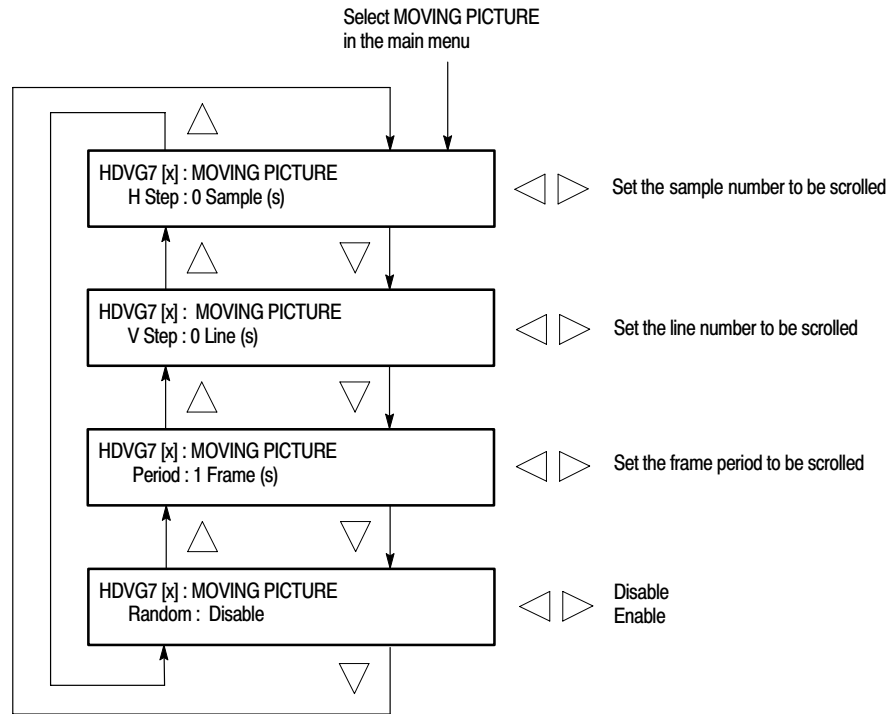 Select MOVING PICTURE
in the main menu
HDVG7 [x] : MOVING PICTURE
H Step : 0 Sample (s)
Set the sample number to be scrolled
HDVG7 [x] : MOVING PICTURE
V Step : 0 Line (s)
Set the line number to be scrolled
HDVG7 [x] : MOVING PICTURE
Period : 1 Frame (s)
Set the frame period to be scrolled
HDVG7 [x] : MOVING PICTURE
Random : Disable
Disable
Enable